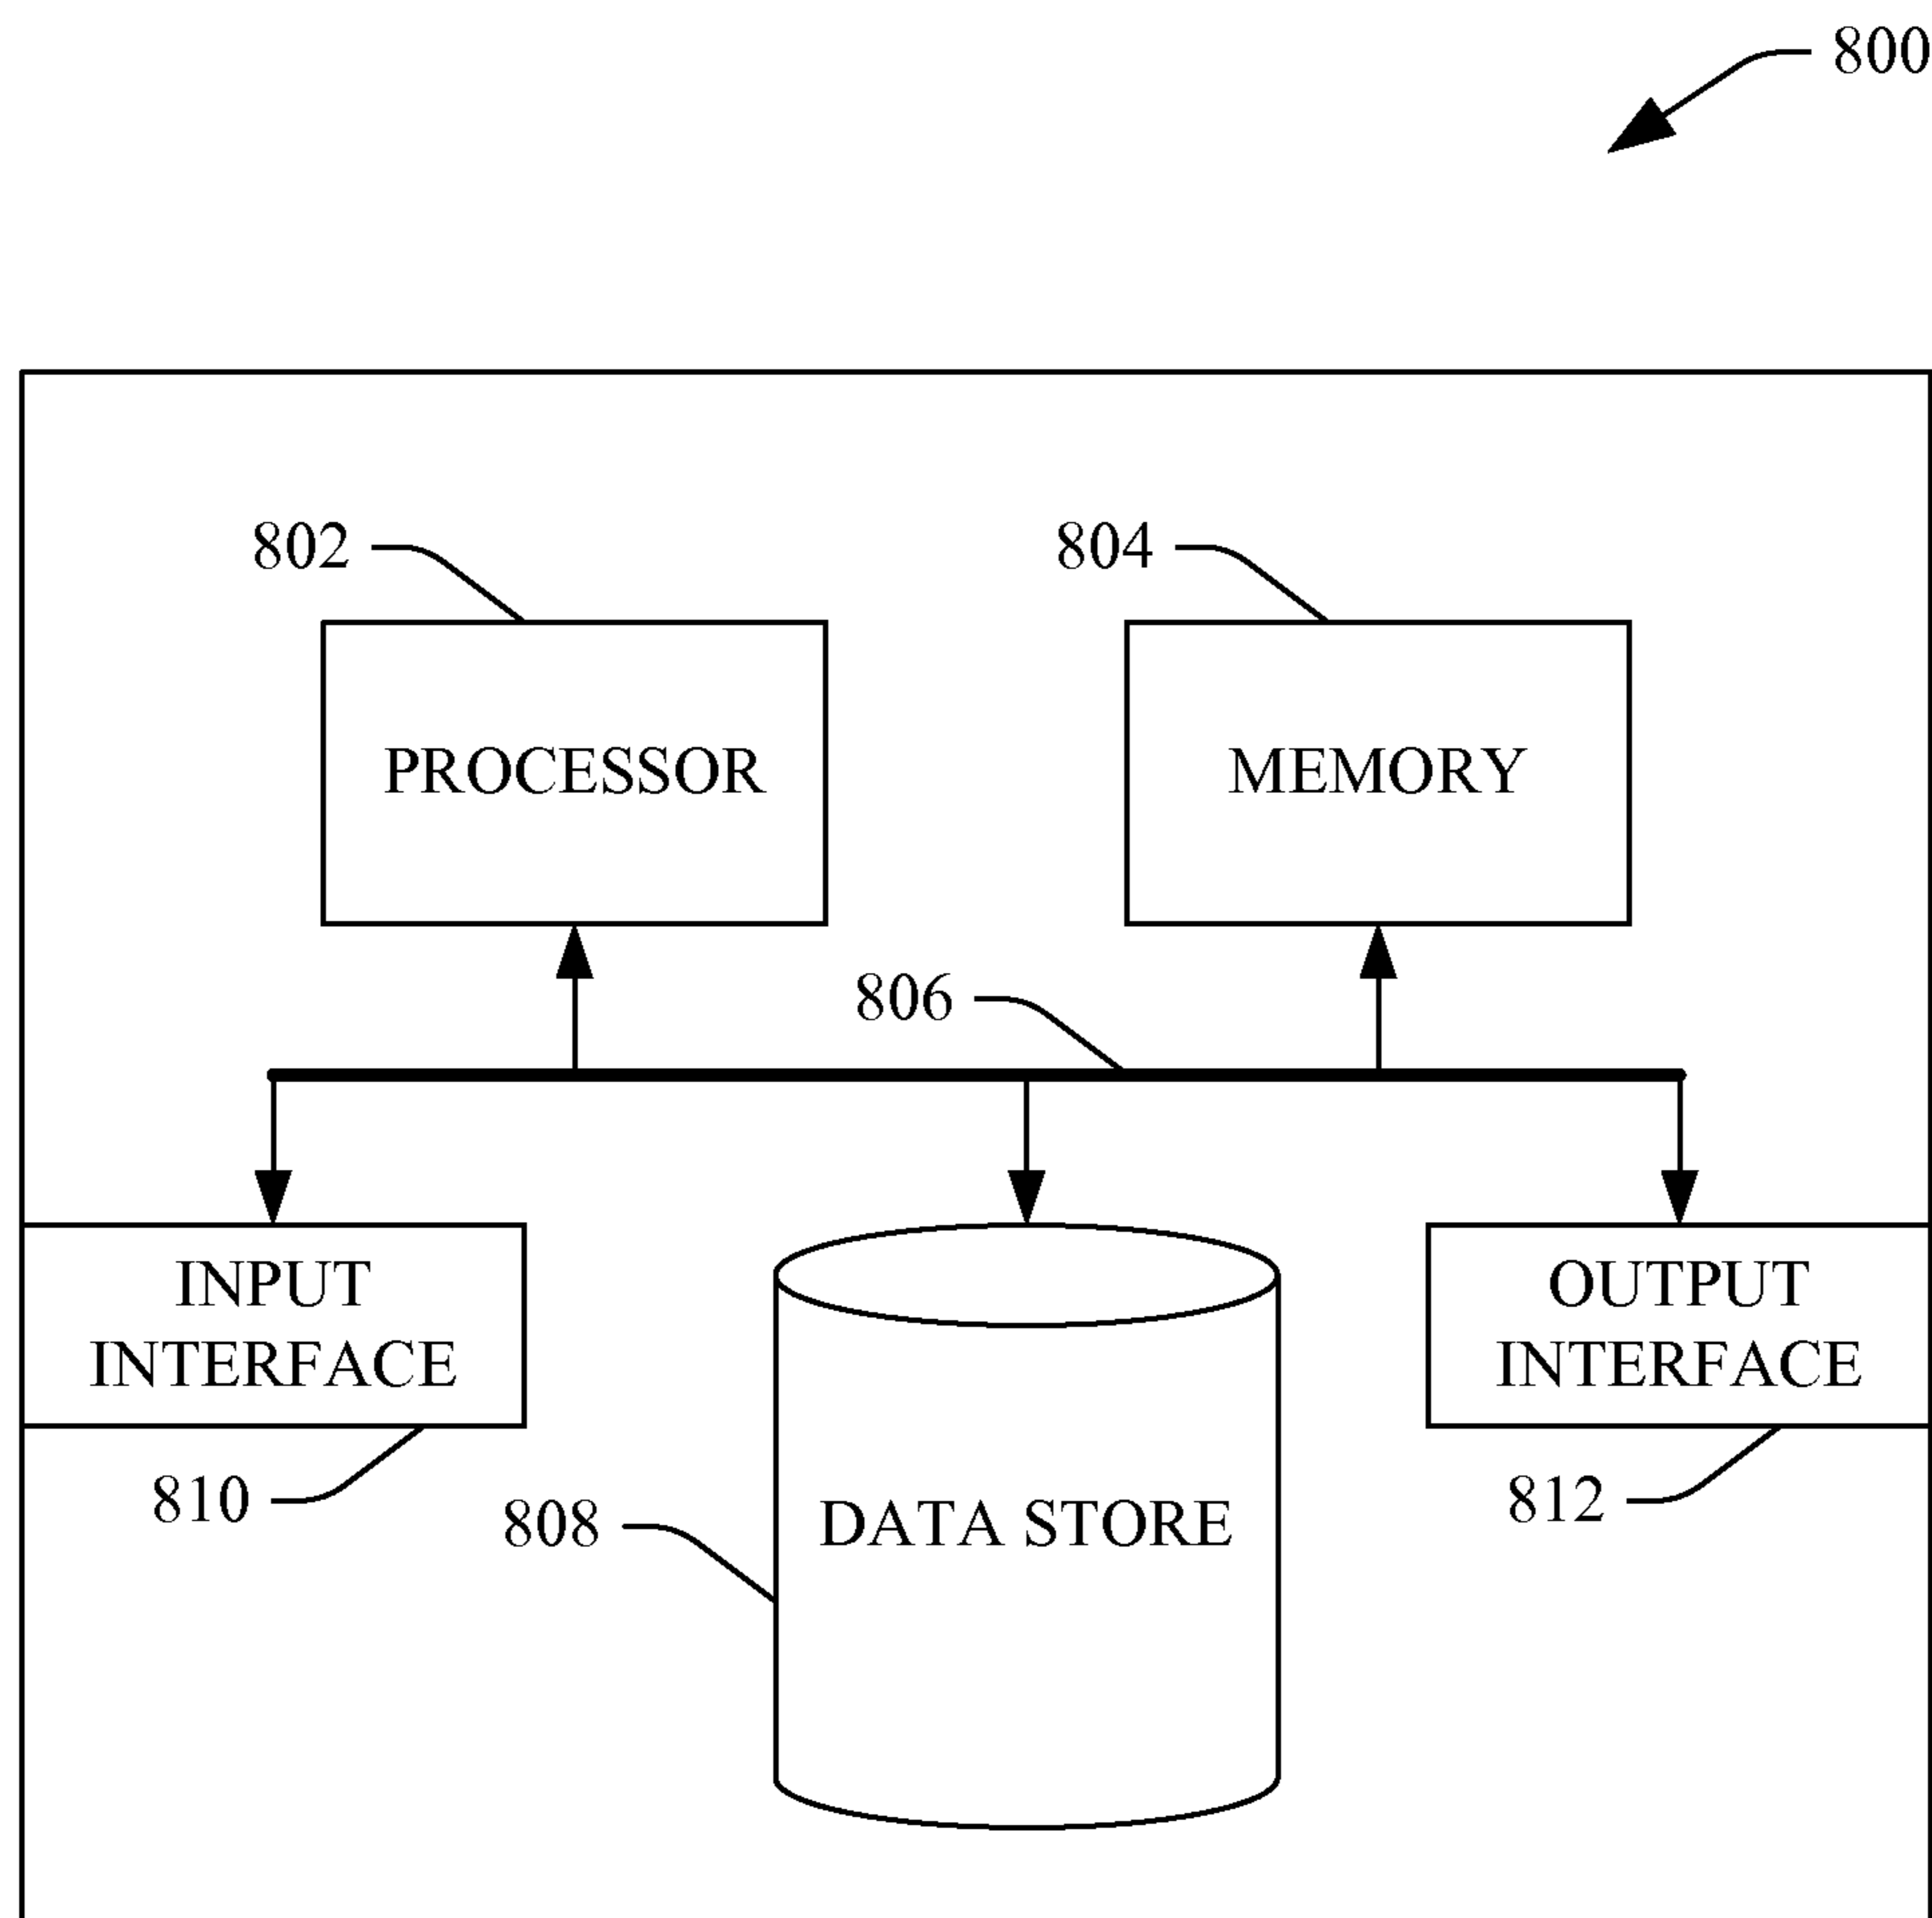 800
802
804
PROCESSOR
MEMORY
806
INPUT
INTERFACE
OUTPUT
INTERFACE
810
808
DATA STORE
812